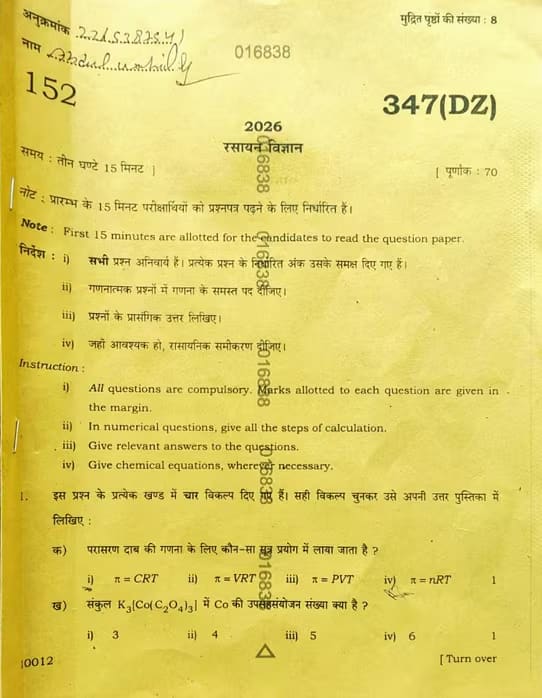 अनुक्रमांक
मुद्रित पृष्ठों की संख्या : 8
नाम
016838
152
347(DZ)
2026
रसायन विज्ञान
समय : तीन घण्टे 15 मिनट ]
[ पूर्णांक : 70
नोट : प्रारम्भ के 15 मिनट परीक्षार्थियों को प्रश्नपत्र पढ़ने के लिए निर्धारित हैं।
Note : First 15 minutes are allotted for the candidates to read the question paper.
निर्देश : i) सभी प्रश्न अनिवार्य हैं। प्रत्येक प्रश्न के निर्धारित अंक उसके समक्ष दिए गए हैं।
ii) गणनात्मक प्रश्नों में गणना के समस्त पद दीजिए।
iii) प्रश्नों के प्रासंगिक उत्तर लिखिए।
iv) जहाँ आवश्यक हो, रासायनिक समीकरण दीजिए।
Instruction :
i) All questions are compulsory. Marks allotted to each question are given in
the margin.
ii) In numerical questions, give all the steps of calculation.
iii) Give relevant answers to the questions.
iv) Give chemical equations, wherever necessary.
1. इस प्रश्न के प्रत्येक खण्ड में चार विकल्प दिए गए हैं। सही विकल्प चुनकर उसे अपनी उत्तर पुस्तिका में
लिखिए :
क) परासरण दाब की गणना के लिए कौन-सा सूत्र प्रयोग में लाया जाता है ?
i) π = CRT ii) π = VRT iii) π = PVT iv) π = nRT 1
ख) संकुल K₃[Co(C₂O₄)₃] में Co की उपसहसंयोजन संख्या क्या है ?
i) 3 ii) 4 iii) 5 iv) 6 1
10012
[ Turn over
016838
016838
016838
016838
016838